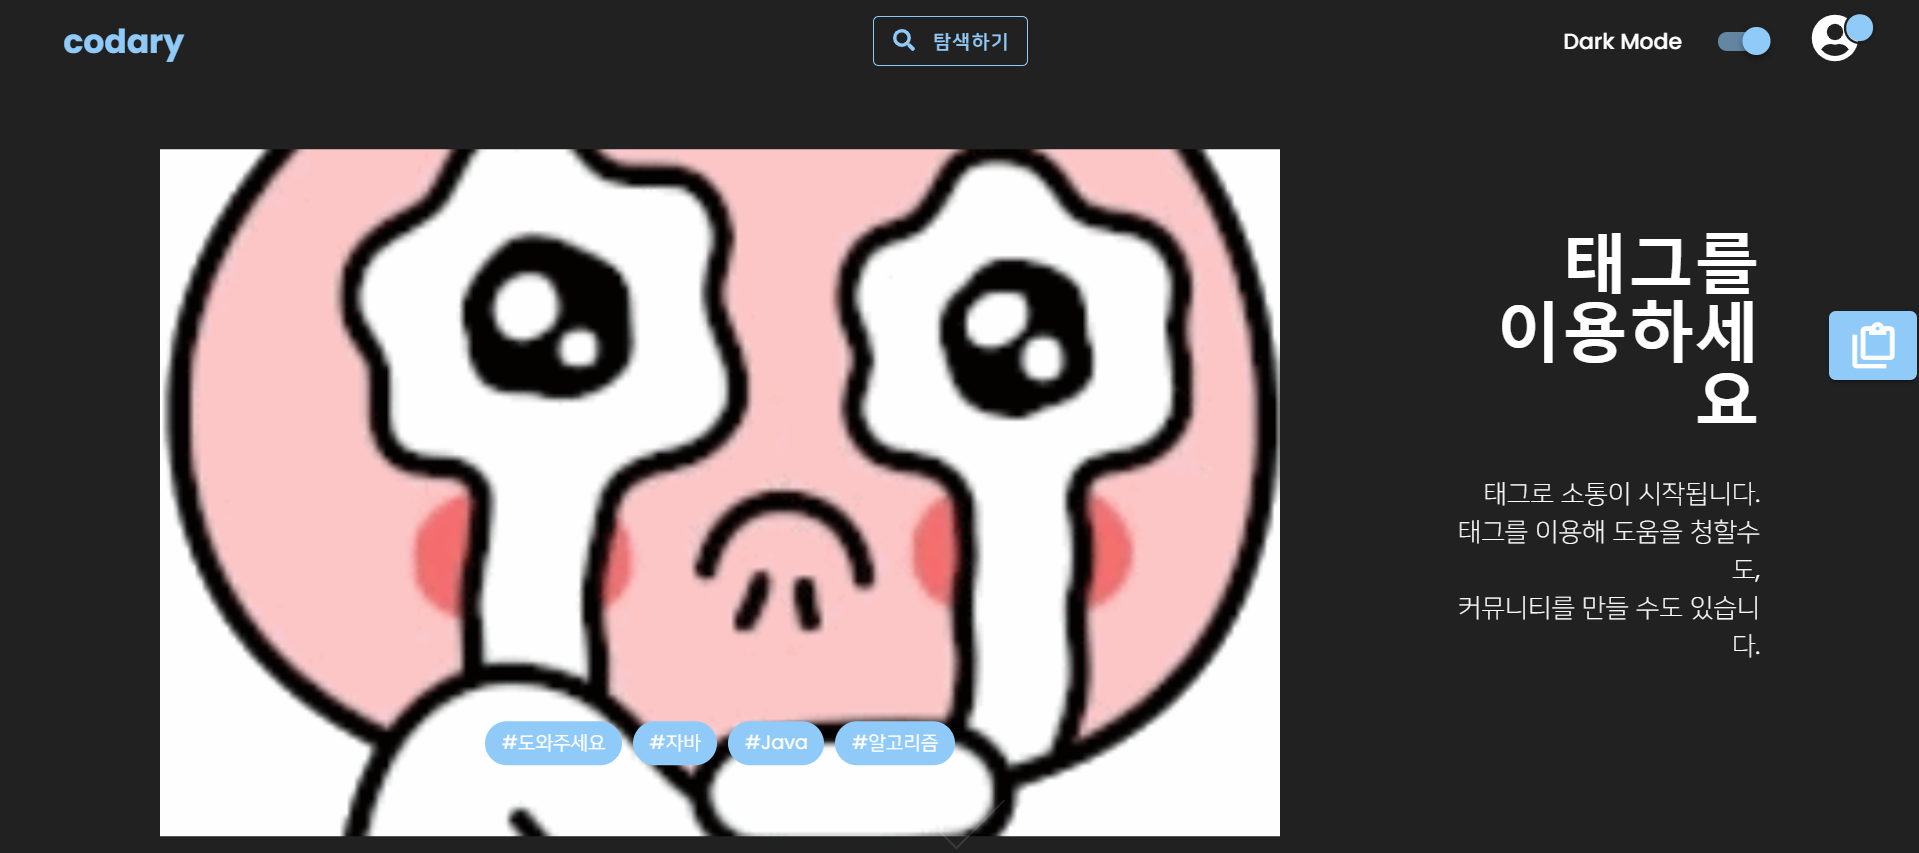 codary
탐색하기
Dark Mode
태그를
이용하세
요
태그로 소통이 시작됩니다.
태그를 이용해 도움을 청할수
도,
커뮤니티를 만들 수도 있습니
다.
#도와주세요 #자바 #Java #알고리즘